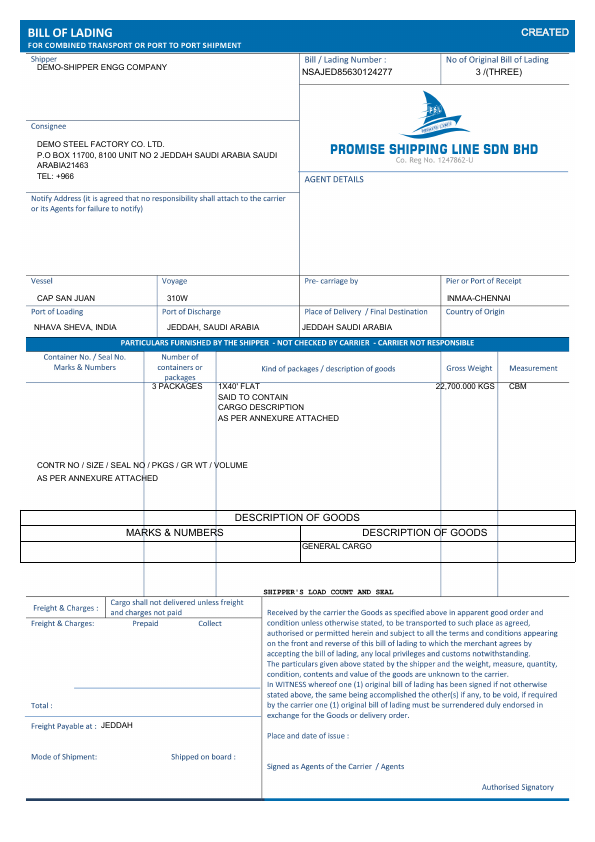 BILL OF LADING
CREATED
FOR COMBINED TRANSPORT OR PORT TO PORT SHIPMENT
Shipper
DEMO-SHIPPER ENGG COMPANY
Bill / Lading Number :
NSAJED85630124277
No of Original Bill of Lading
3 /(THREE)
PROMISE SHIPPING LINE SDN BHD
Co. Reg No. 1247862-U
Consignee
DEMO STEEL FACTORY CO. LTD.
P.O BOX 11700, 8100 UNIT NO 2 JEDDAH SAUDI ARABIA SAUDI
ARABIA21463
TEL: +966
AGENT DETAILS
Notify Address (it is agreed that no responsibility shall attach to the carrier
or its Agents for failure to notify)
Vessel
CAP SAN JUAN
Voyage
310W
Pre- carriage by
Pier or Port of Receipt
INMAA-CHENNAI
Port of Loading
NHAVA SHEVA, INDIA
Port of Discharge
JEDDAH, SAUDI ARABIA
Place of Delivery / Final Destination
JEDDAH SAUDI ARABIA
Country of Origin
PARTICULARS FURNISHED BY THE SHIPPER - NOT CHECKED BY CARRIER - CARRIER NOT RESPONSIBLE
Container No. / Seal No.
Marks & Numbers
Number of
containers or
packages
Kind of packages / description of goods
Gross Weight
Measurement
3 PACKAGES
1X40' FLAT
22,700.000 KGS
CBM
SAID TO CONTAIN
CARGO DESCRIPTION
AS PER ANNEXURE ATTACHED
CONTR NO / SIZE / SEAL NO / PKGS / GR WT / VOLUME
AS PER ANNEXURE ATTACHED
DESCRIPTION OF GOODS
MARKS & NUMBERS
DESCRIPTION OF GOODS
GENERAL CARGO
SHIPPER'S LOAD COUNT AND SEAL
Freight & Charges :
Cargo shall not delivered unless freight
and charges not paid
Freight & Charges:
Prepaid
Collect
Total :
Freight Payable at : JEDDAH
Mode of Shipment:
Shipped on board :
Received by the carrier the Goods as specified above in apparent good order and
condition unless otherwise stated, to be transported to such place as agreed,
authorised or permitted herein and subject to all the terms and conditions appearing
on the front and reverse of this bill of lading to which the merchant agrees by
accepting the bill of lading, any local privileges and customs notwithstanding.
The particulars given above stated by the shipper and the weight, measure, quantity,
condition, contents and value of the goods are unknown to the carrier.
In WITNESS whereof one (1) original bill of lading has been signed if not otherwise
stated above, the same being accomplished the other(s) if any, to be void, if required
by the carrier one (1) original bill of lading must be surrendered duly endorsed in
exchange for the Goods or delivery order.
Place and date of issue :
Signed as Agents of the Carrier / Agents
Authorised Signatory